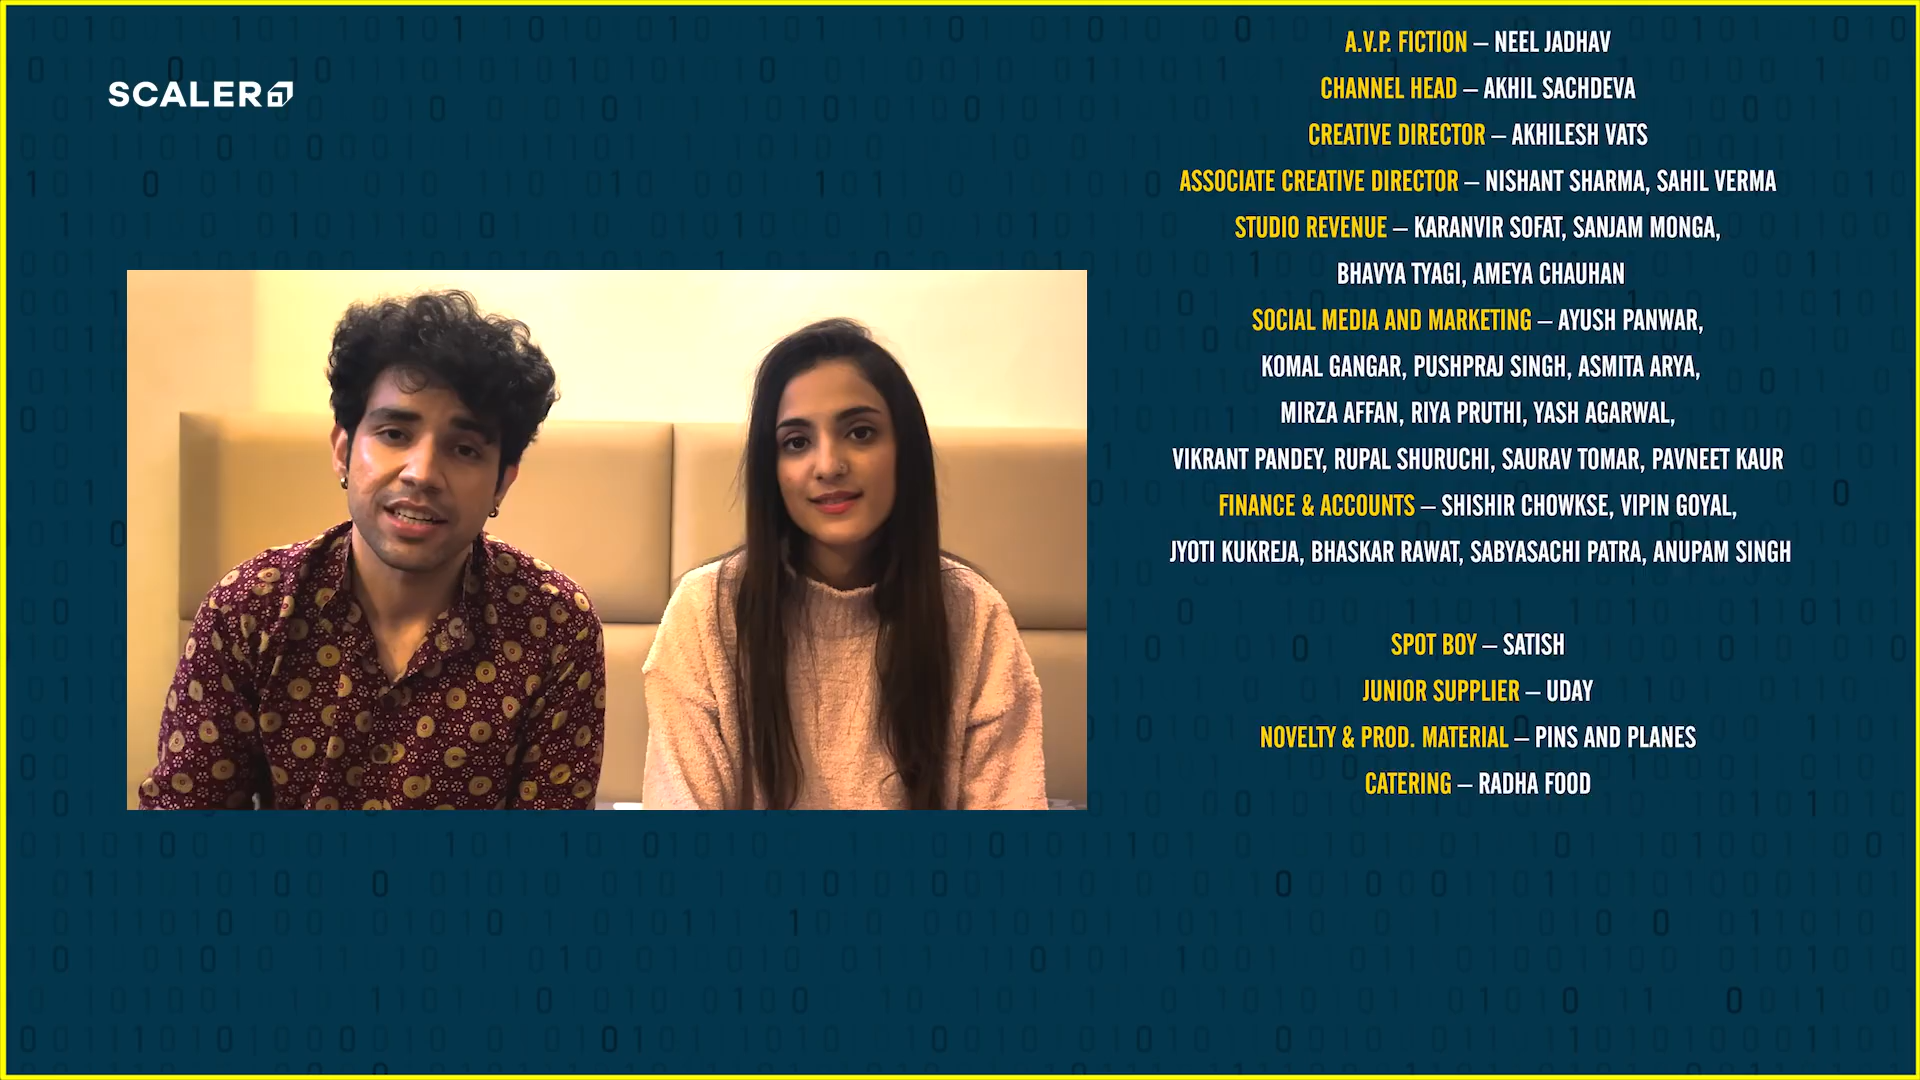 SCALER
A.V.P. FICTION – NEEL JADHAV
CHANNEL HEAD – AKHIL SACHDEVA
CREATIVE DIRECTOR – AKHILESH VATS
ASSOCIATE CREATIVE DIRECTOR – NISHANT SHARMA, SAHIL VERMA
STUDIO REVENUE – KARANVIR SOFAT, SANJAM MONGA,
BHAVYA TYAGI, AMEYA CHAUHAN
SOCIAL MEDIA AND MARKETING – AYUSH PANWAR,
KOMAL GANGAR, PUSHPRAJ SINGH, ASMITA ARYA,
MIRZA AFFAN, RIYA PRUTHI, YASH AGARWAL,
VIKRANT PANDEY, RUPAL SHURUCHI, SAURAV TOMAR, PAVNEET KAUR
FINANCE & ACCOUNTS – SHISHIR CHOWKSE, VIPIN GOYAL,
JYOTI KUKREJA, BHASKAR RAWAT, SABYASACHI PATRA, ANUPAM SINGH
SPOT BOY – SATISH
JUNIOR SUPPLIER – UDAY
NOVELTY & PROD. MATERIAL – PINS AND PLANES
CATERING – RADHA FOOD